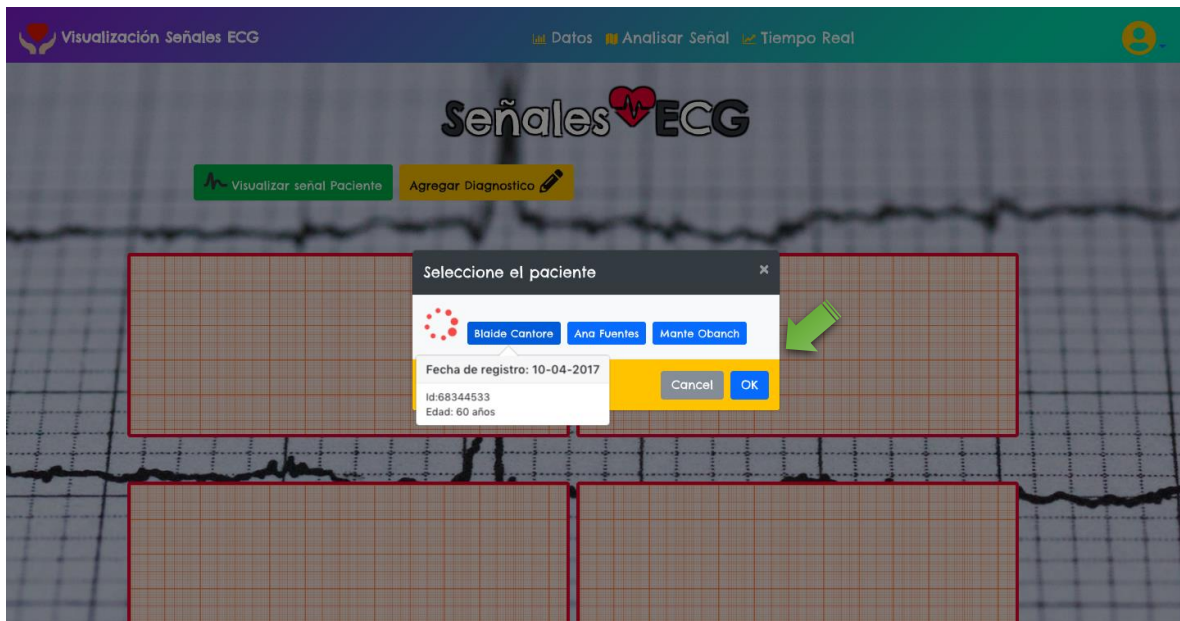 Visualización Señales ECG
Datos Analisar Señal Tiempo Real
Señales ECG
Visualizar señal Paciente Agregar Diagnostico
Seleccione el paciente ×
Blaide Cantore Ana Fuentes Mante Obanch
Fecha de registro: 10-04-2017
Id:68344533
Edad: 60 años
Cancel OK